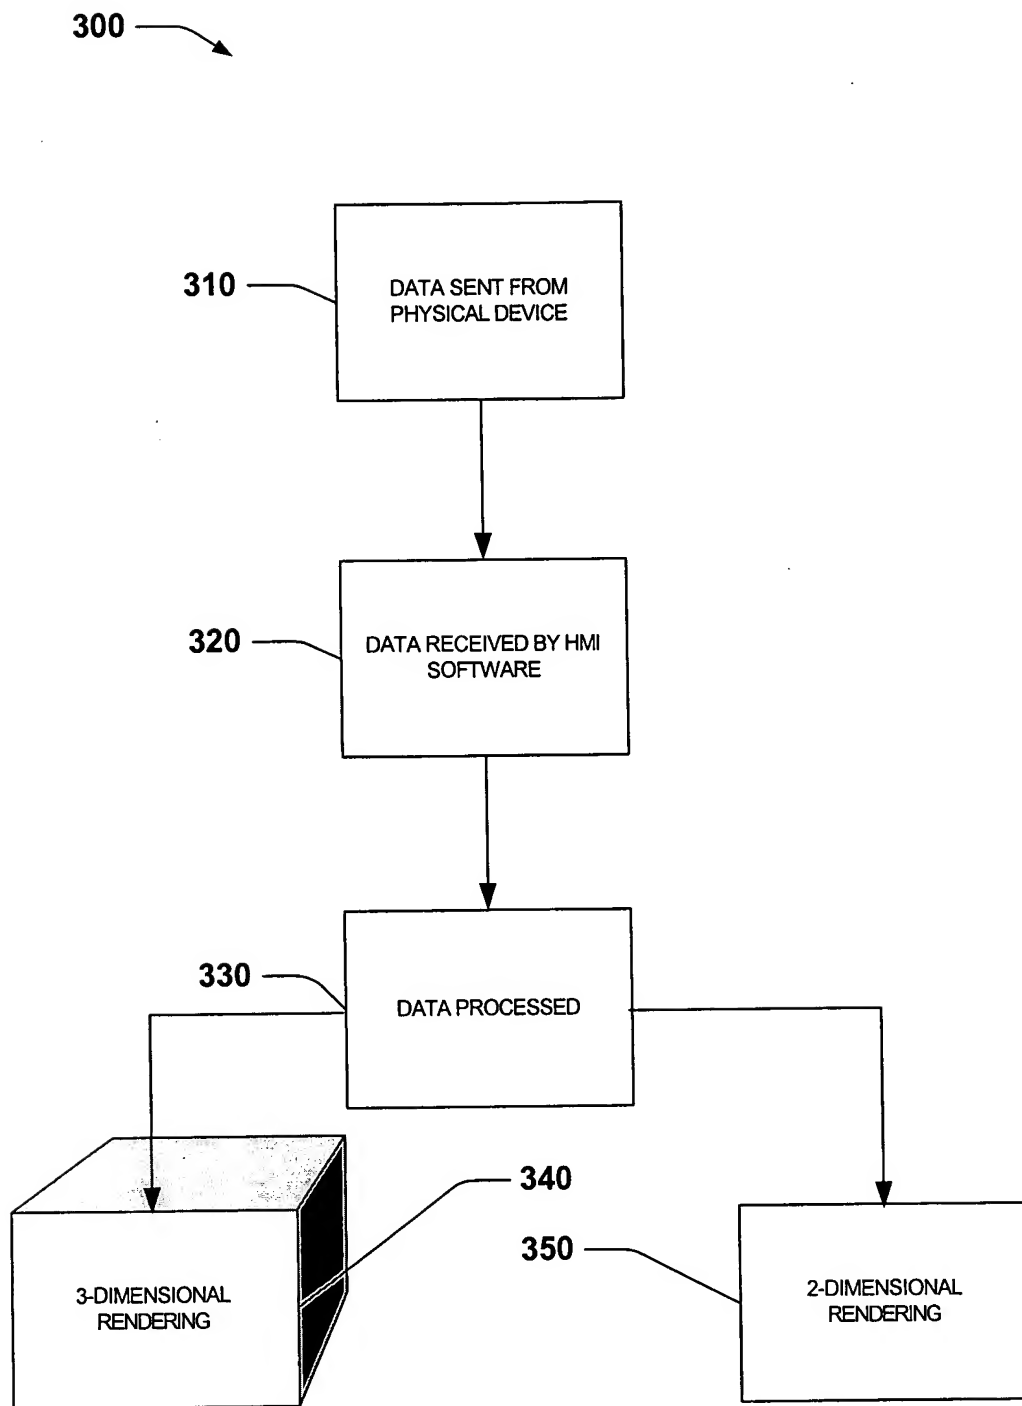 300
310
DATA SENT FROM
PHYSICAL DEVICE
320
DATA RECEIVED BY HMI
SOFTWARE
330
DATA PROCESSED
340
3-DIMENSIONAL
RENDERING
350
2-DIMENSIONAL
RENDERING